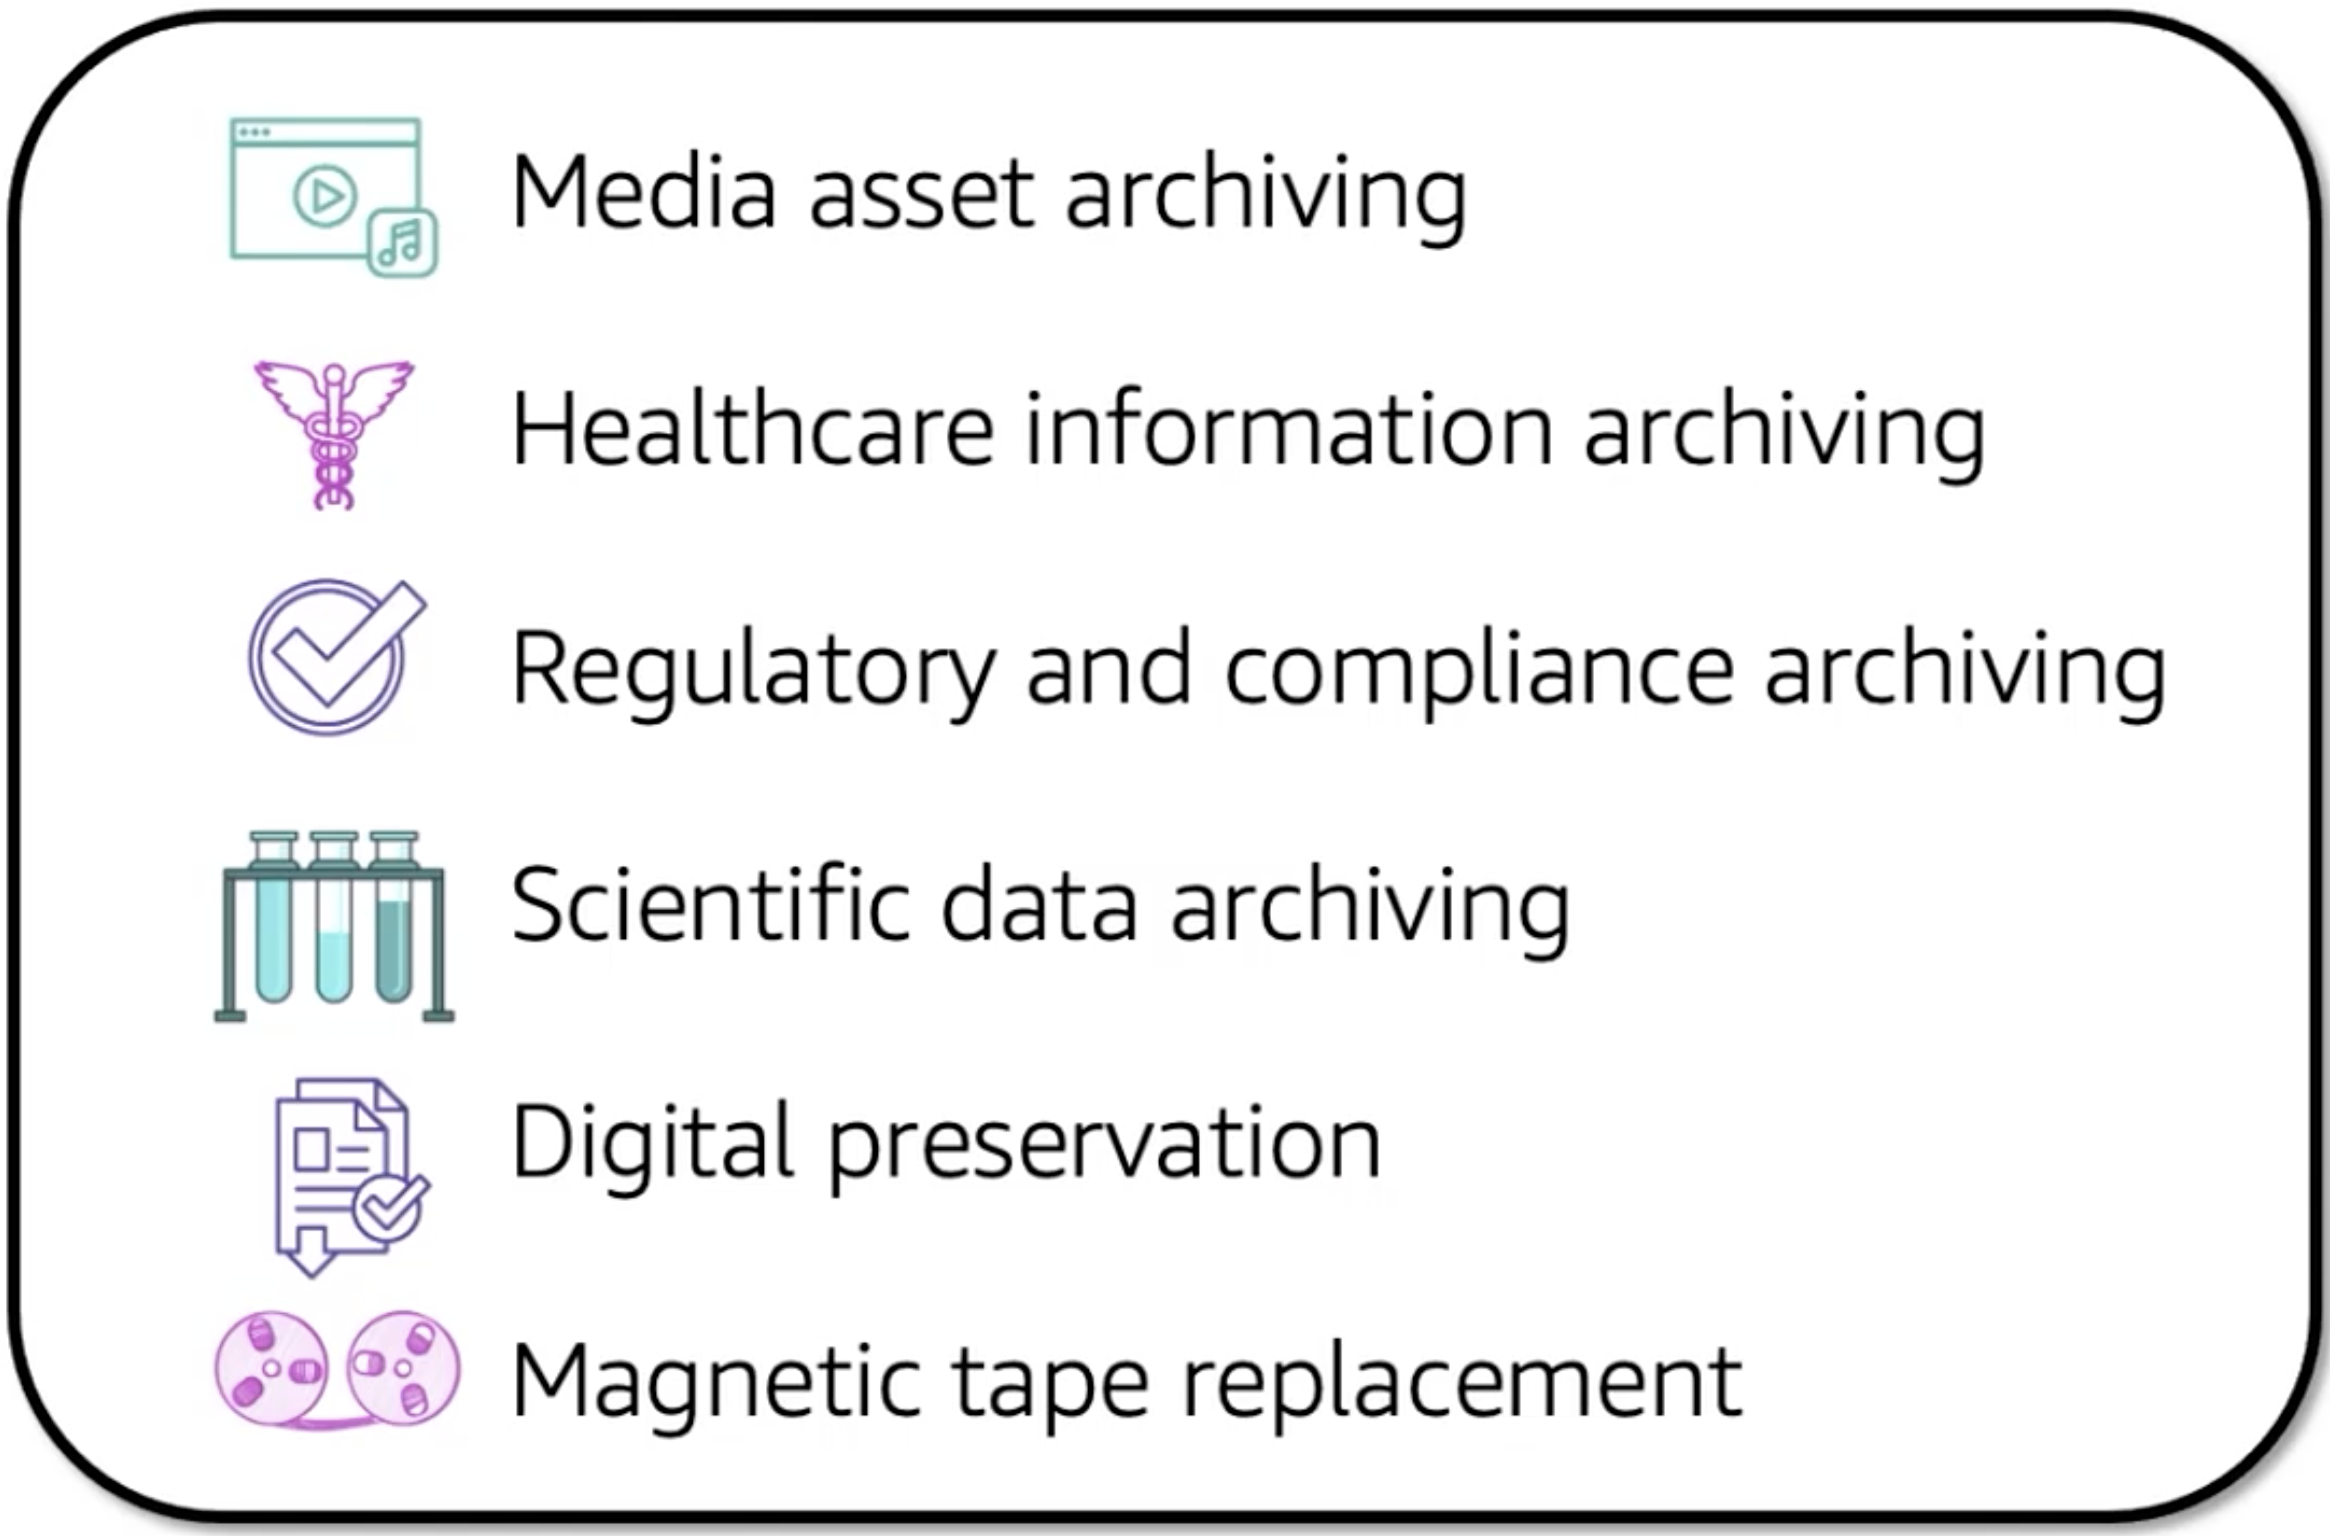 Media asset archiving
Healthcare information archiving
Regulatory and compliance archiving
Scientific data archiving
Digital preservation
Magnetic tape replacement